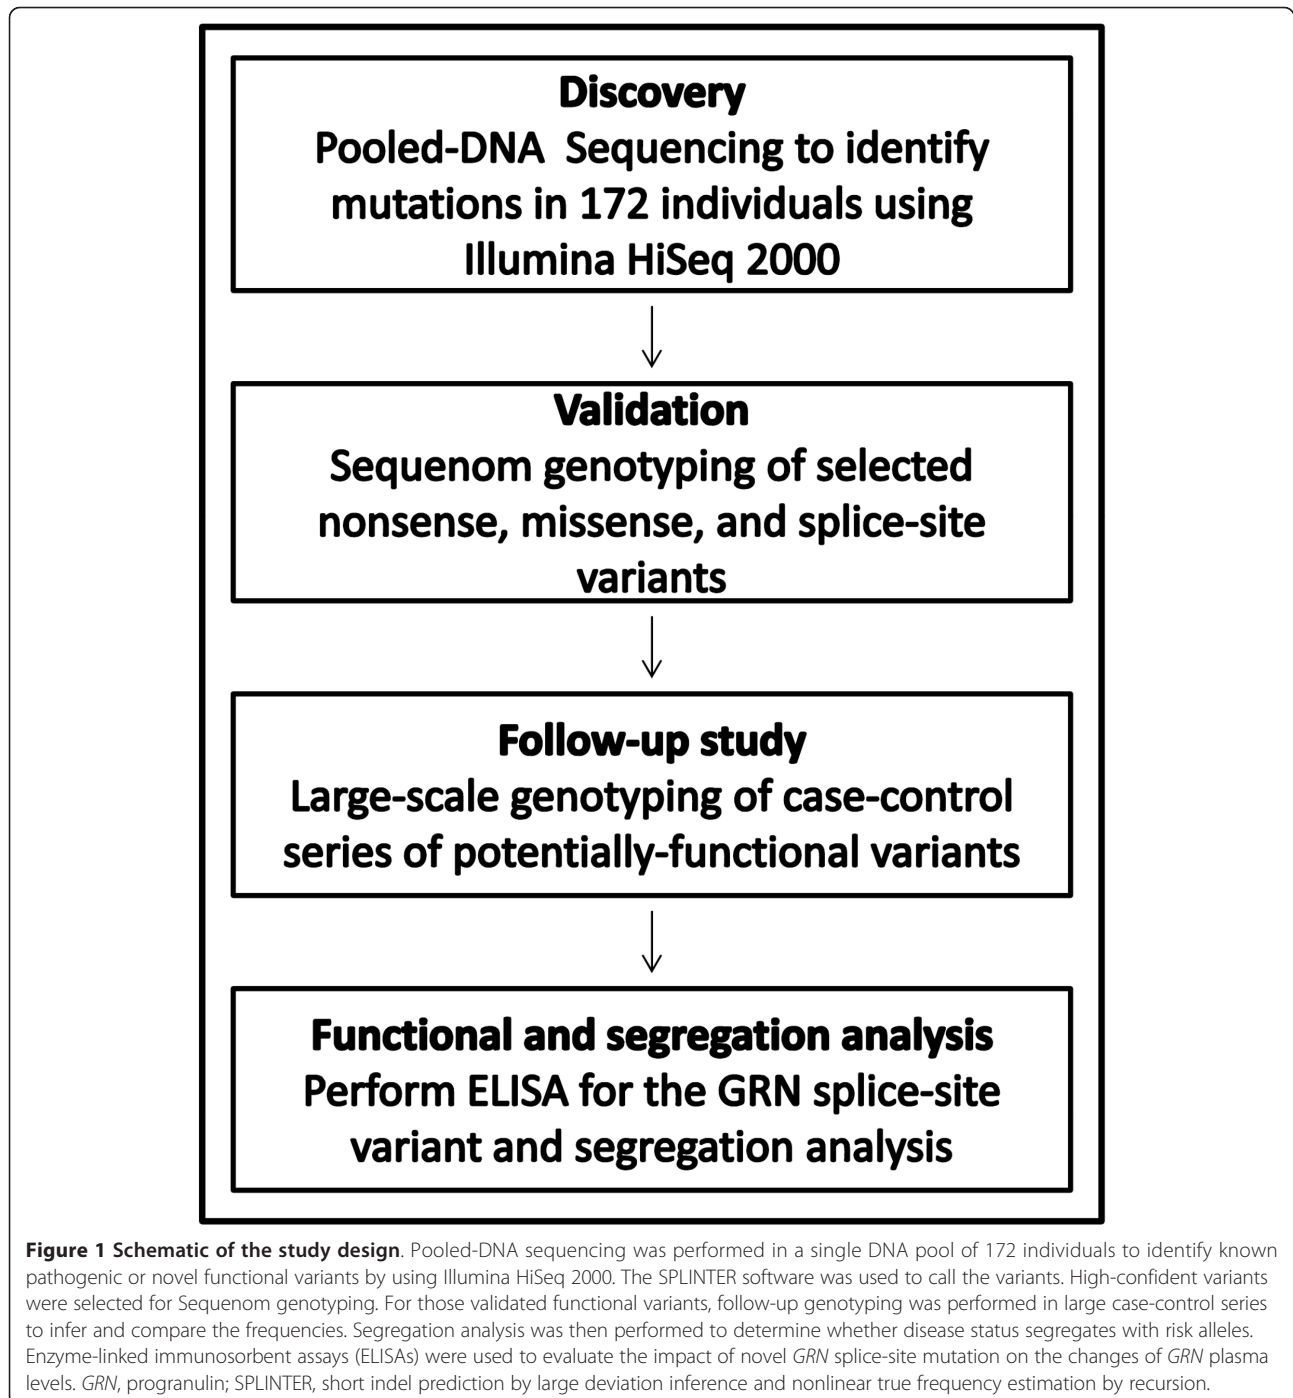 Discovery
Pooled-DNA Sequencing to identify
mutations in 172 individuals using
Illumina HiSeq 2000
Validation
Sequenom genotyping of selected
nonsense, missense, and splice-site
variants
Follow-up study
Large-scale genotyping of case-control
series of potentially-functional variants
Functional and segregation analysis
Perform ELISA for the GRN splice-site
variant and segregation analysis
Figure 1 Schematic of the study design. Pooled-DNA sequencing was performed in a single DNA pool of 172 individuals to identify known
pathogenic or novel functional variants by using Illumina HiSeq 2000. The SPLINTER software was used to call the variants. High-confident variants
were selected for Sequenom genotyping. For those validated functional variants, follow-up genotyping was performed in large case-control series
to infer and compare the frequencies. Segregation analysis was then performed to determine whether disease status segregates with risk alleles.
Enzyme-linked immunosorbent assays (ELISAs) were used to evaluate the impact of novel GRN splice-site mutation on the changes of GRN plasma
levels. GRN, progranulin; SPLINTER, short indel prediction by large deviation inference and nonlinear true frequency estimation by recursion.